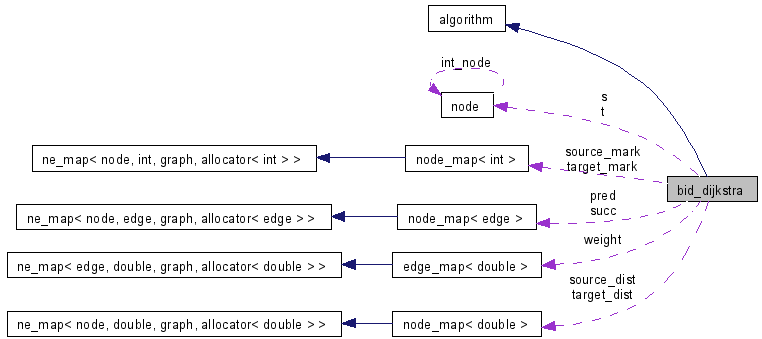 algorithm
int_node
node
s
t
ne_map< node, int, graph, allocator< int > >
node_map< int >
source_mark
target_mark
bid_dijkstra
pred
succ
ne_map< node, edge, graph, allocator< edge > >
node_map< edge >
weight
ne_map< edge, double, graph, allocator< double > >
edge_map< double >
source_dist
target_dist
ne_map< node, double, graph, allocator< double > >
node_map< double >